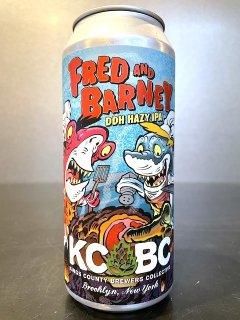 FRED AND
BARNEY
DDH HAZY IPA
KC BC
KINGS COUNTY BREWERS COLLECTIVE
Brooklyn, New York